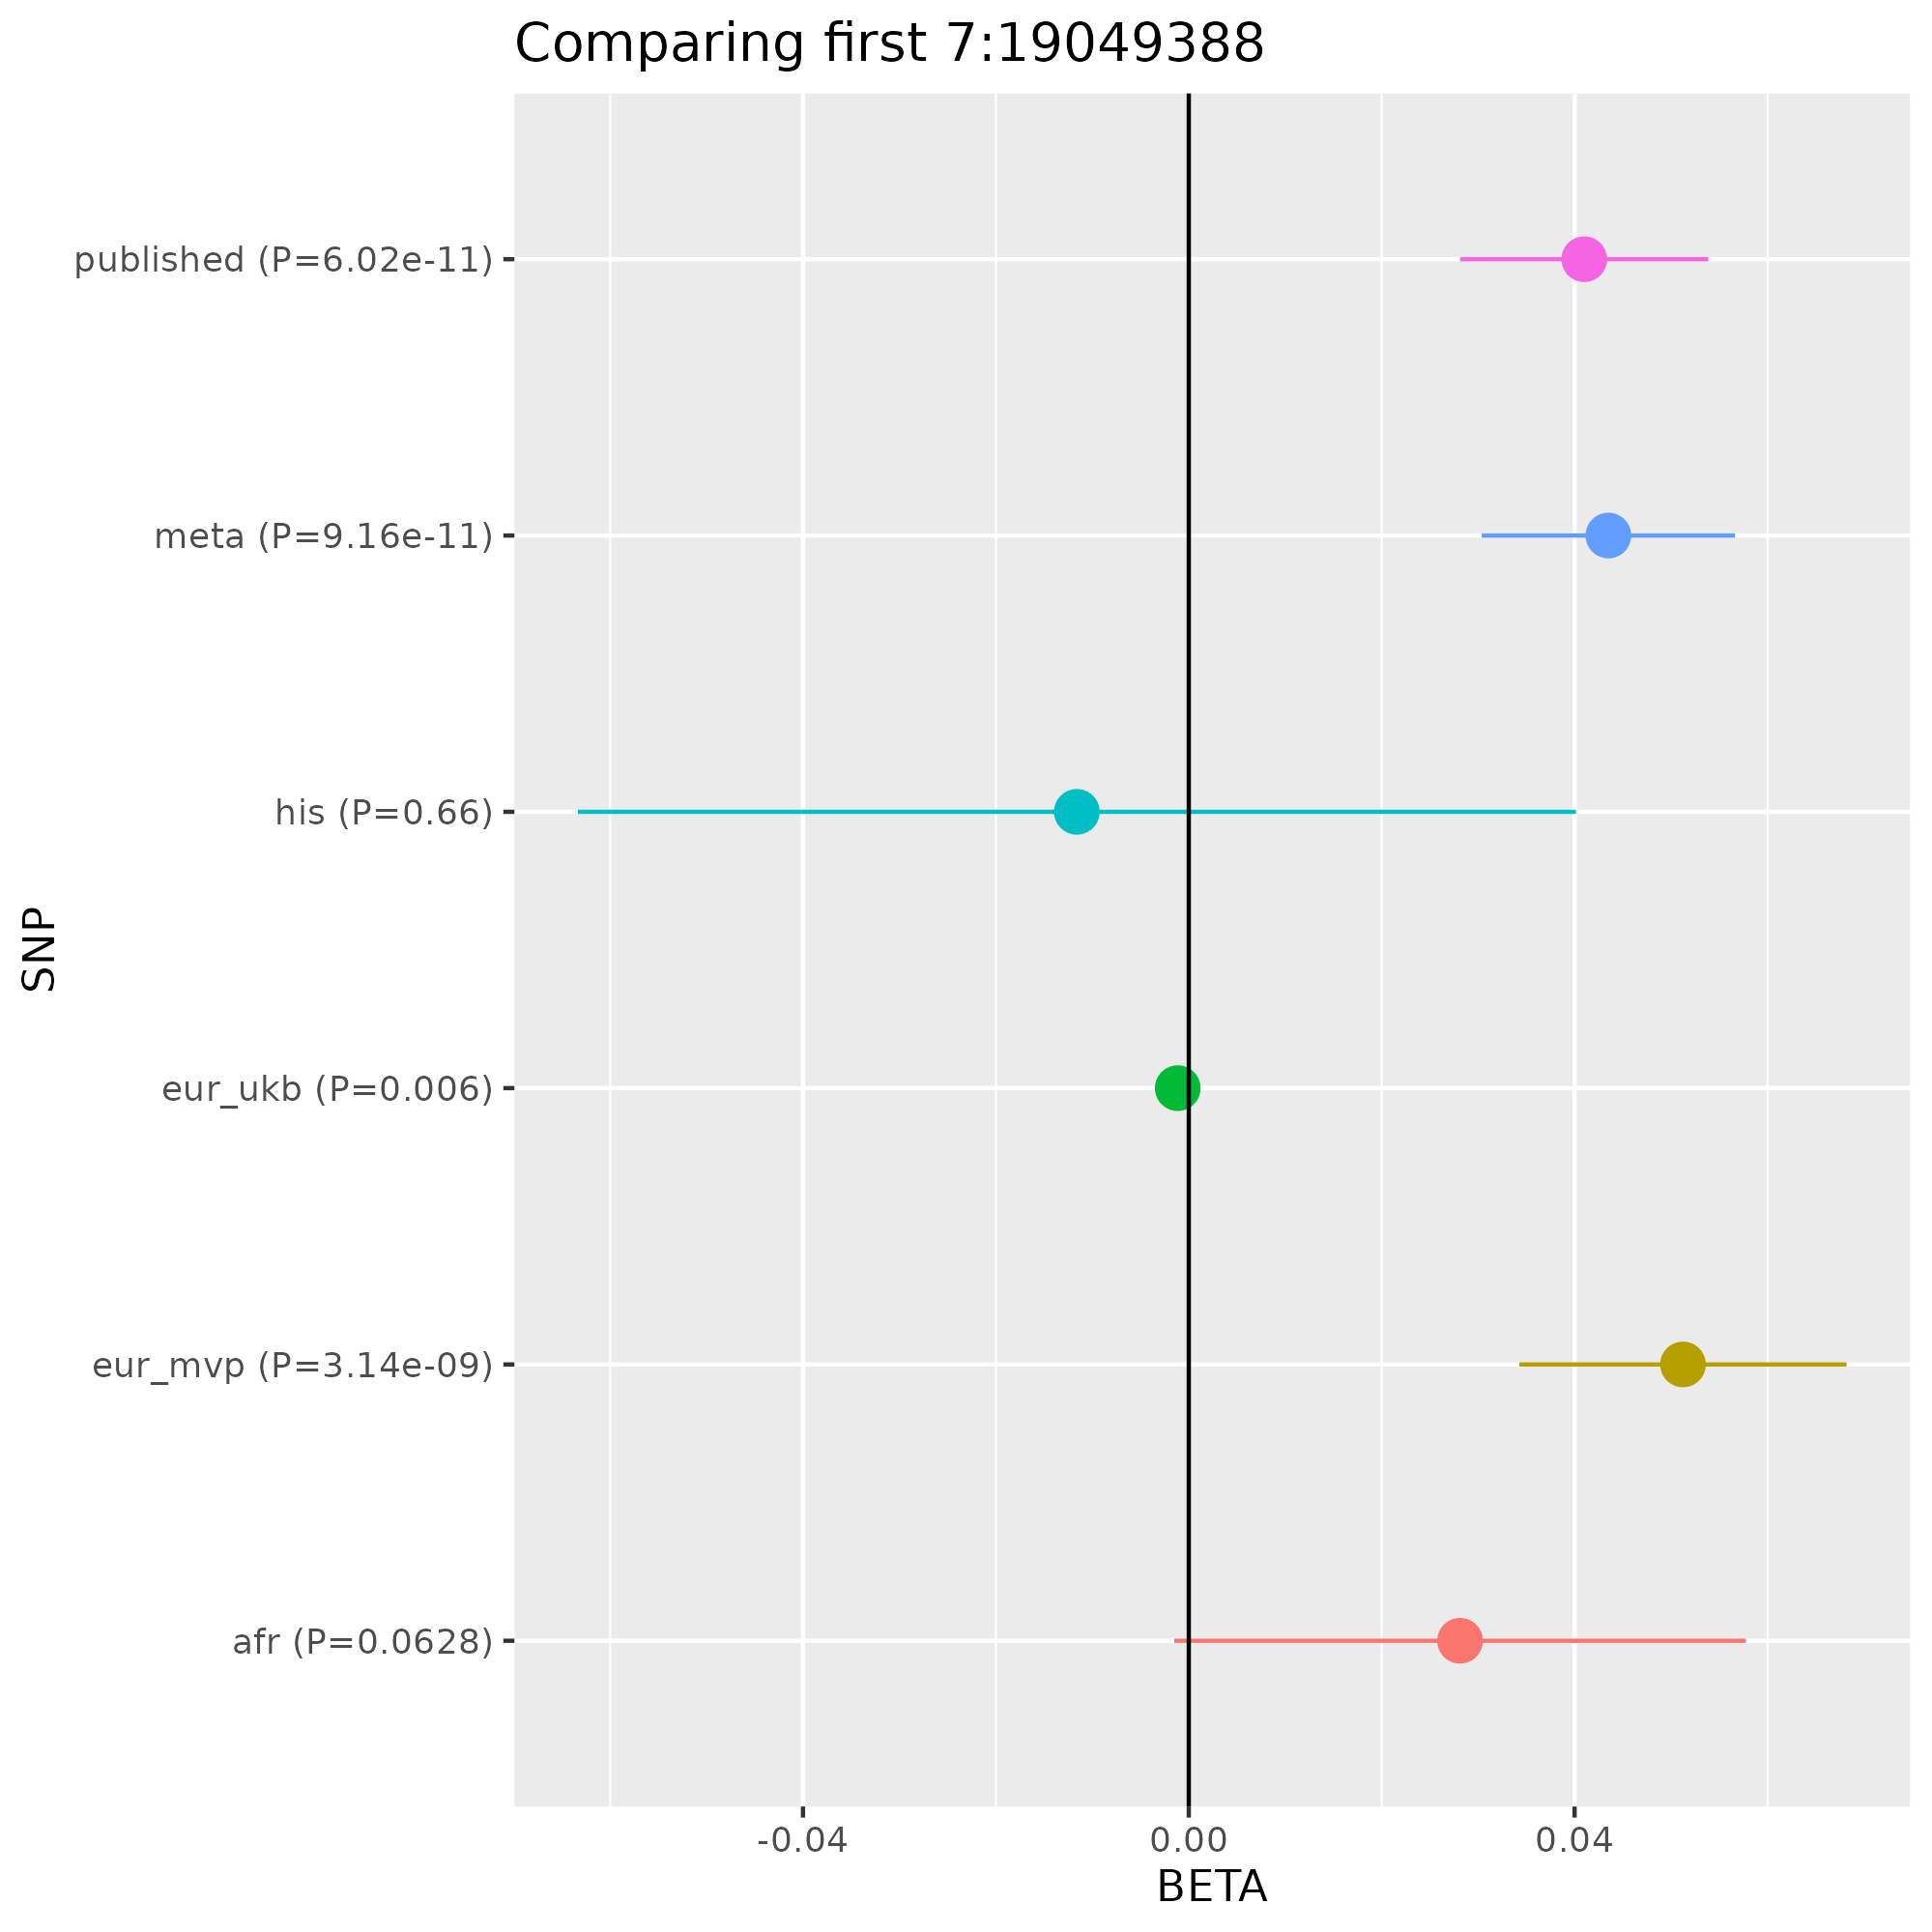 Comparing first 7:19049388
published (P=6.02e-11)
meta (P=9.16e-11)
his (P=0.66)
SNP
eur_ukb (P=0.006)
eur_mvp (P=3.14e-09)
afr (P=0.0628)
-0.04 0.00 0.04
BETA